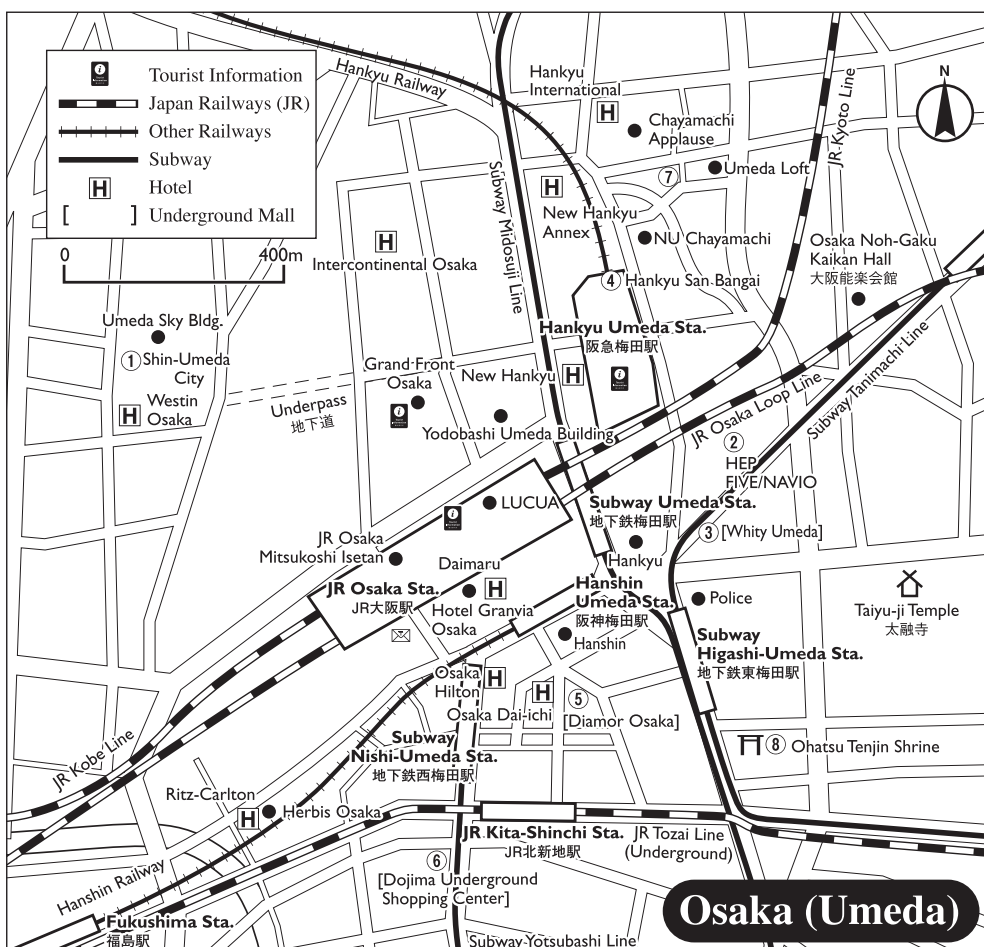 Tourist Information
Japan Railways (JR)
Other Railways
Subway
H
Hotel
[ ]
Underground Mall
0
400m
N
Hankyu Railway
Hankyu
International
H
Chayamachi
Applause
JR-Kyoto Line
Umeda Loft
7
Subway Midosuji Line
H
New Hankyu
Annex
NU Chayamachi
H
Intercontinental Osaka
Osaka Noh-Gaku
Kaikan Hall
大阪能楽会館
4
Hankyu San Bangai
Umeda Sky Bldg.
1
Shin-Umeda
City
H
Westin
Osaka
Hankyu Umeda Sta.
阪急梅田駅
Grand Front
Osaka
New Hankyu
H
Underpass
地下道
Yodobashi Umeda Building
JR Osaka Loop Line
Subway Tanimachi Line
2
HEP
FIVE/NAVIO
LUCUA
Subway Umeda Sta.
地下鉄梅田駅
3
[Whity Umeda]
JR Osaka
Mitsukoshi Isetan
Daimaru
Hankyu
JR Osaka Sta.
JR大阪駅
H
Hotel Granvia
Osaka
Hanshin
Umeda Sta.
阪神梅田駅
Police
Taiyu-ji Temple
太融寺
Hanshin
Subway
Higashi-Umeda Sta.
地下鉄東梅田駅
Osaka
Hilton
H
Osaka Dai-ichi
H
5
[Diamor Osaka]
Subway
Nishi-Umeda Sta.
地下鉄西梅田駅
8
Ohatsu Tenjin Shrine
JR Kobe Line
Ritz-Carlton
H
Herbis Osaka
JR Kita-Shinchi Sta.
JR北新地駅
JR Tozai Line
(Underground)
Hanshin Railway
6
[Dojima Underground
Shopping Center]
Fukushima Sta.
福島駅
Subway Yotsubashi Line
Osaka (Umeda)